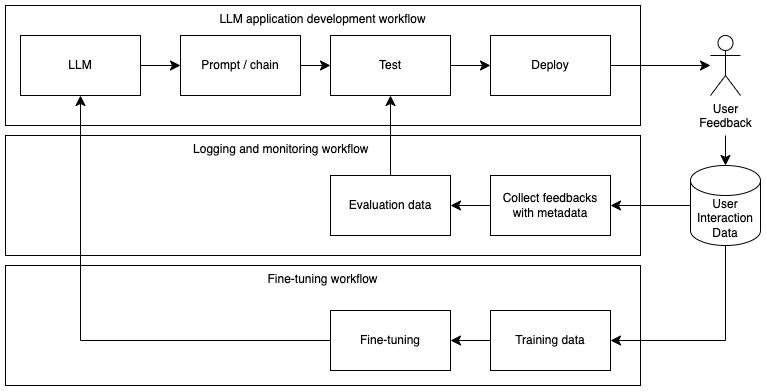 LLM application development workflow
LLM
Prompt / chain
Test
Deploy
User
Feedback
Logging and monitoring workflow
Evaluation data
Collect feedbacks
with metadata
User
Interaction
Data
Fine-tuning workflow
Fine-tuning
Training data